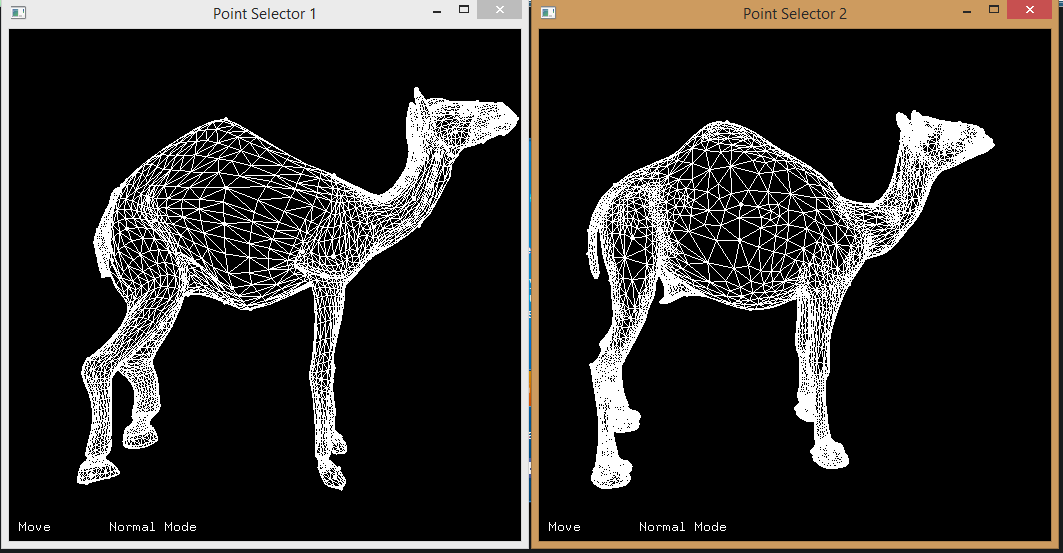 Point Selector 1
Point Selector 2
Move Normal Mode
Move Normal Mode